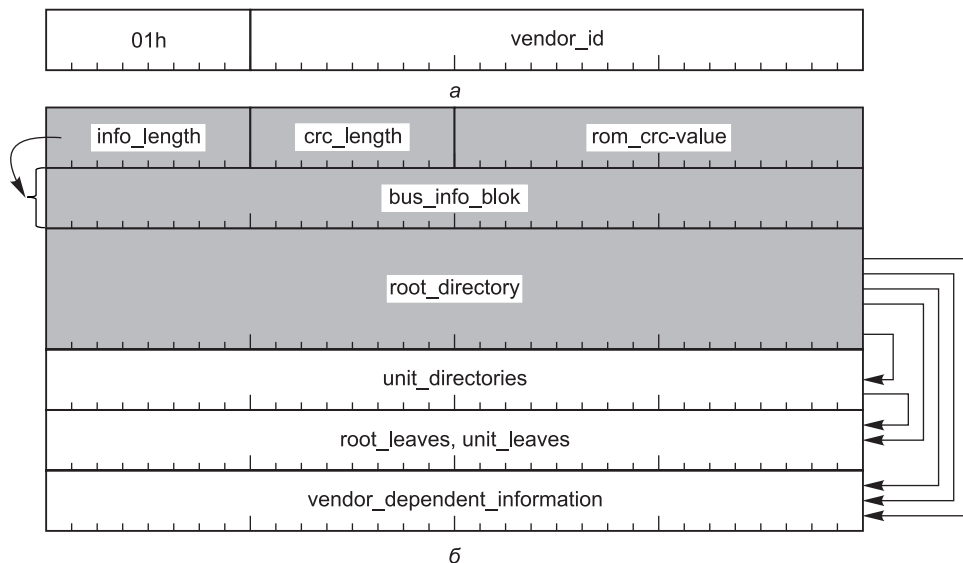 01h vendor_id
а
info_length crc_length rom_crc-value
bus_info_blok
root_directory
unit_directories
root_leaves, unit_leaves
vendor_dependent_information
б